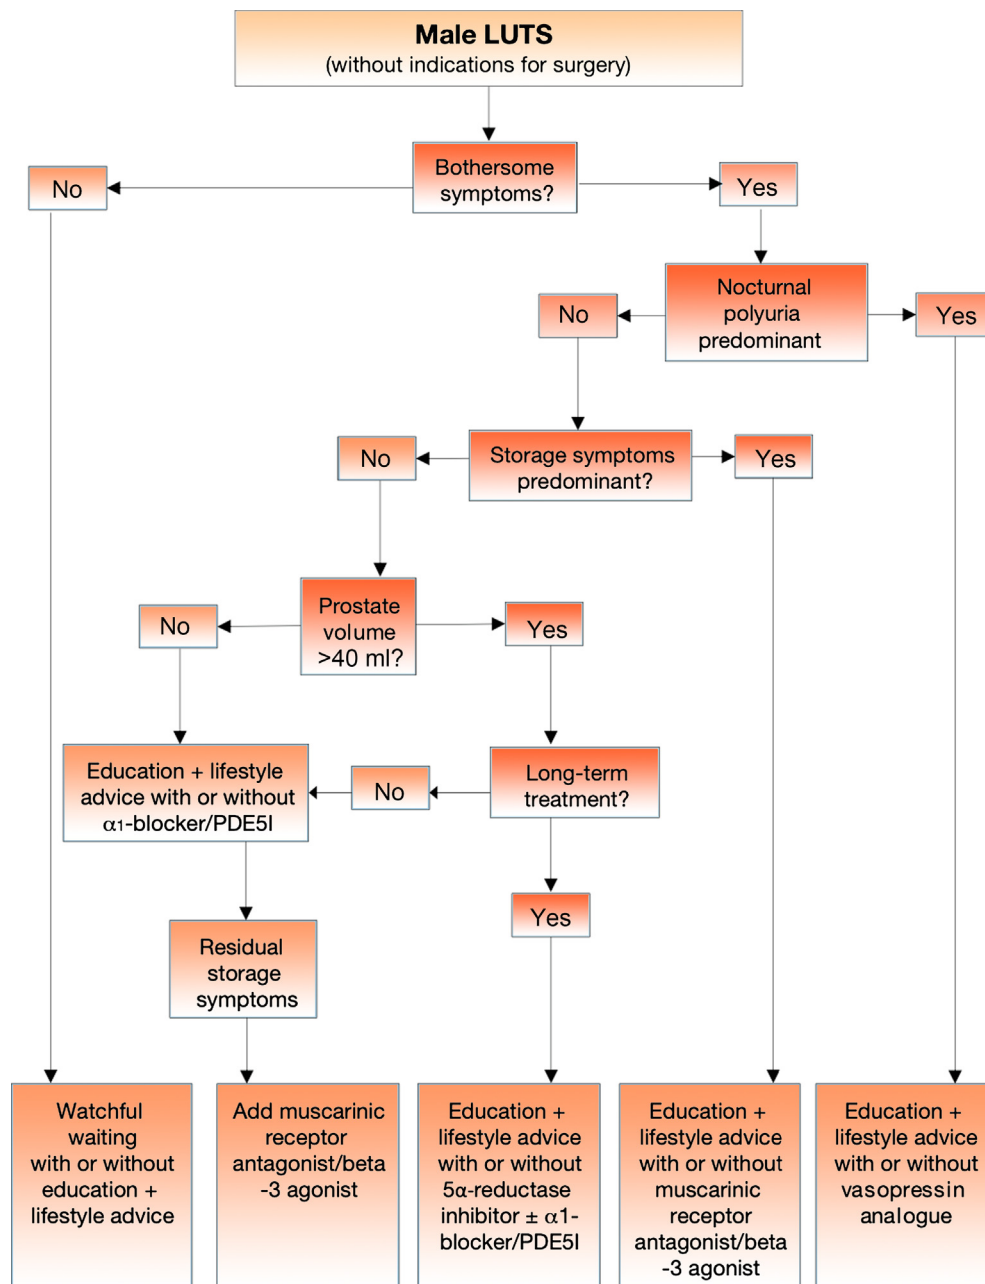 Male LUTS
(without indications for surgery)
Bothersome
symptoms?
No
Yes
Nocturnal
polyuria
predominant
No
Yes
Storage symptoms
predominant?
No
Yes
Prostate
volume
>40 ml?
No
Yes
Education + lifestyle
advice with or without
α1-blocker/PDE5I
No
Long-term
treatment?
Yes
Residual
storage
symptoms
Watchful
waiting
with or without
education +
lifestyle advice
Add muscarinic
receptor
antagonist/beta
-3 agonist
Education +
lifestyle advice
with or without
5α-reductase
inhibitor ± α1-
blocker/PDE5I
Education +
lifestyle advice
with or without
muscarinic
receptor
antagonist/beta
-3 agonist
Education +
lifestyle advice
with or without
vasopressin
analogue